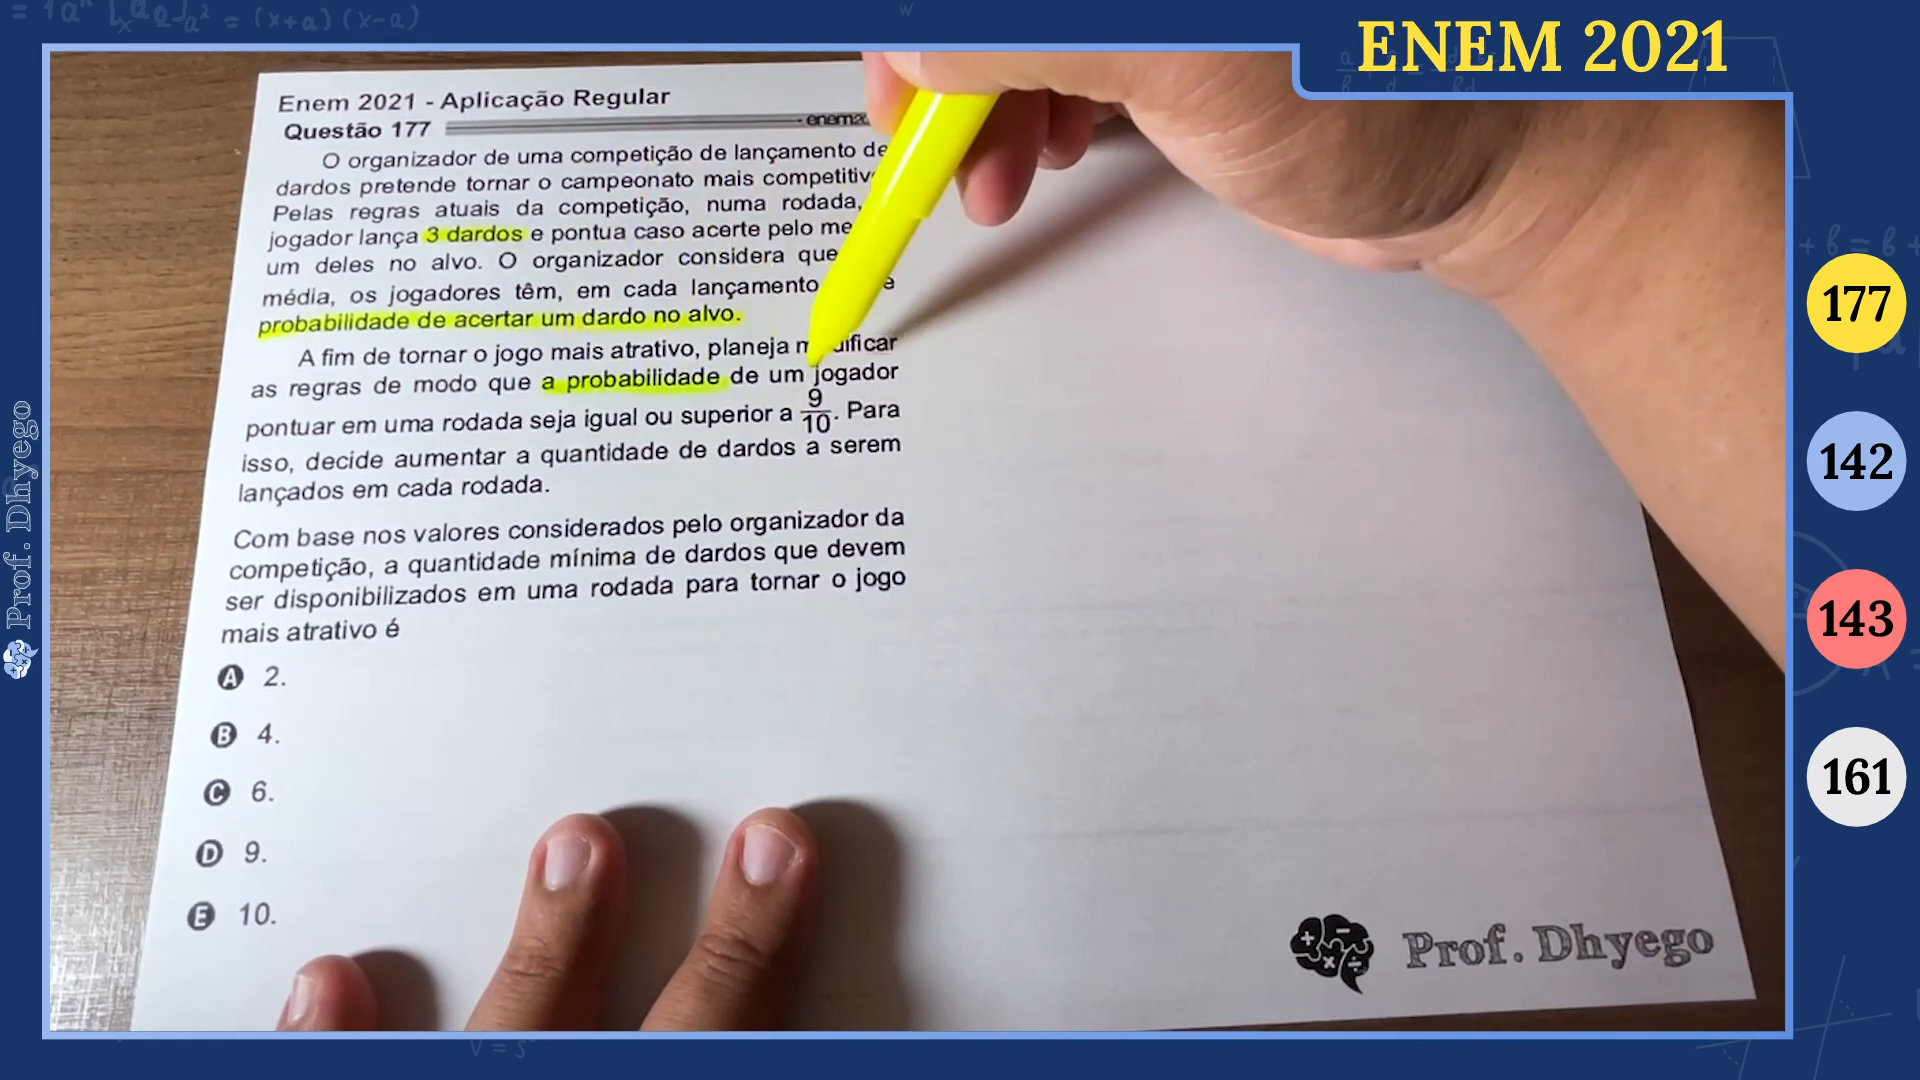 ENEM 2021
Enem 2021 - Aplicação Regular
Questão 177
O organizador de uma competição de lançamento de
dardos pretende tornar o campeonato mais
Pelas regras atuais da competição, numa rodada,
jogador lança 3 dardos e pontua caso acerte pelo
um deles no alvo. O organizador considera que
média, os jogadores têm, em cada lançamento
probabilidade de acertar um dardo no alvo.
A fim de tornar o jogo mais atrativo, planeja
as regras de modo que a probabilidade de um jogador
pontuar em uma rodada seja igual ou superior a 9/10. Para
isso, decide aumentar a quantidade de dardos a serem
lançados em cada rodada.
Com base nos valores considerados pelo organizador da
competição, a quantidade mínima de dardos que devem
ser disponibilizados em uma rodada para tornar o jogo
mais atrativo é
A 2.
B 4.
C 6.
D 9.
E 10.
Prof. Dhyego
177
142
143
161
Prof. Dhyego